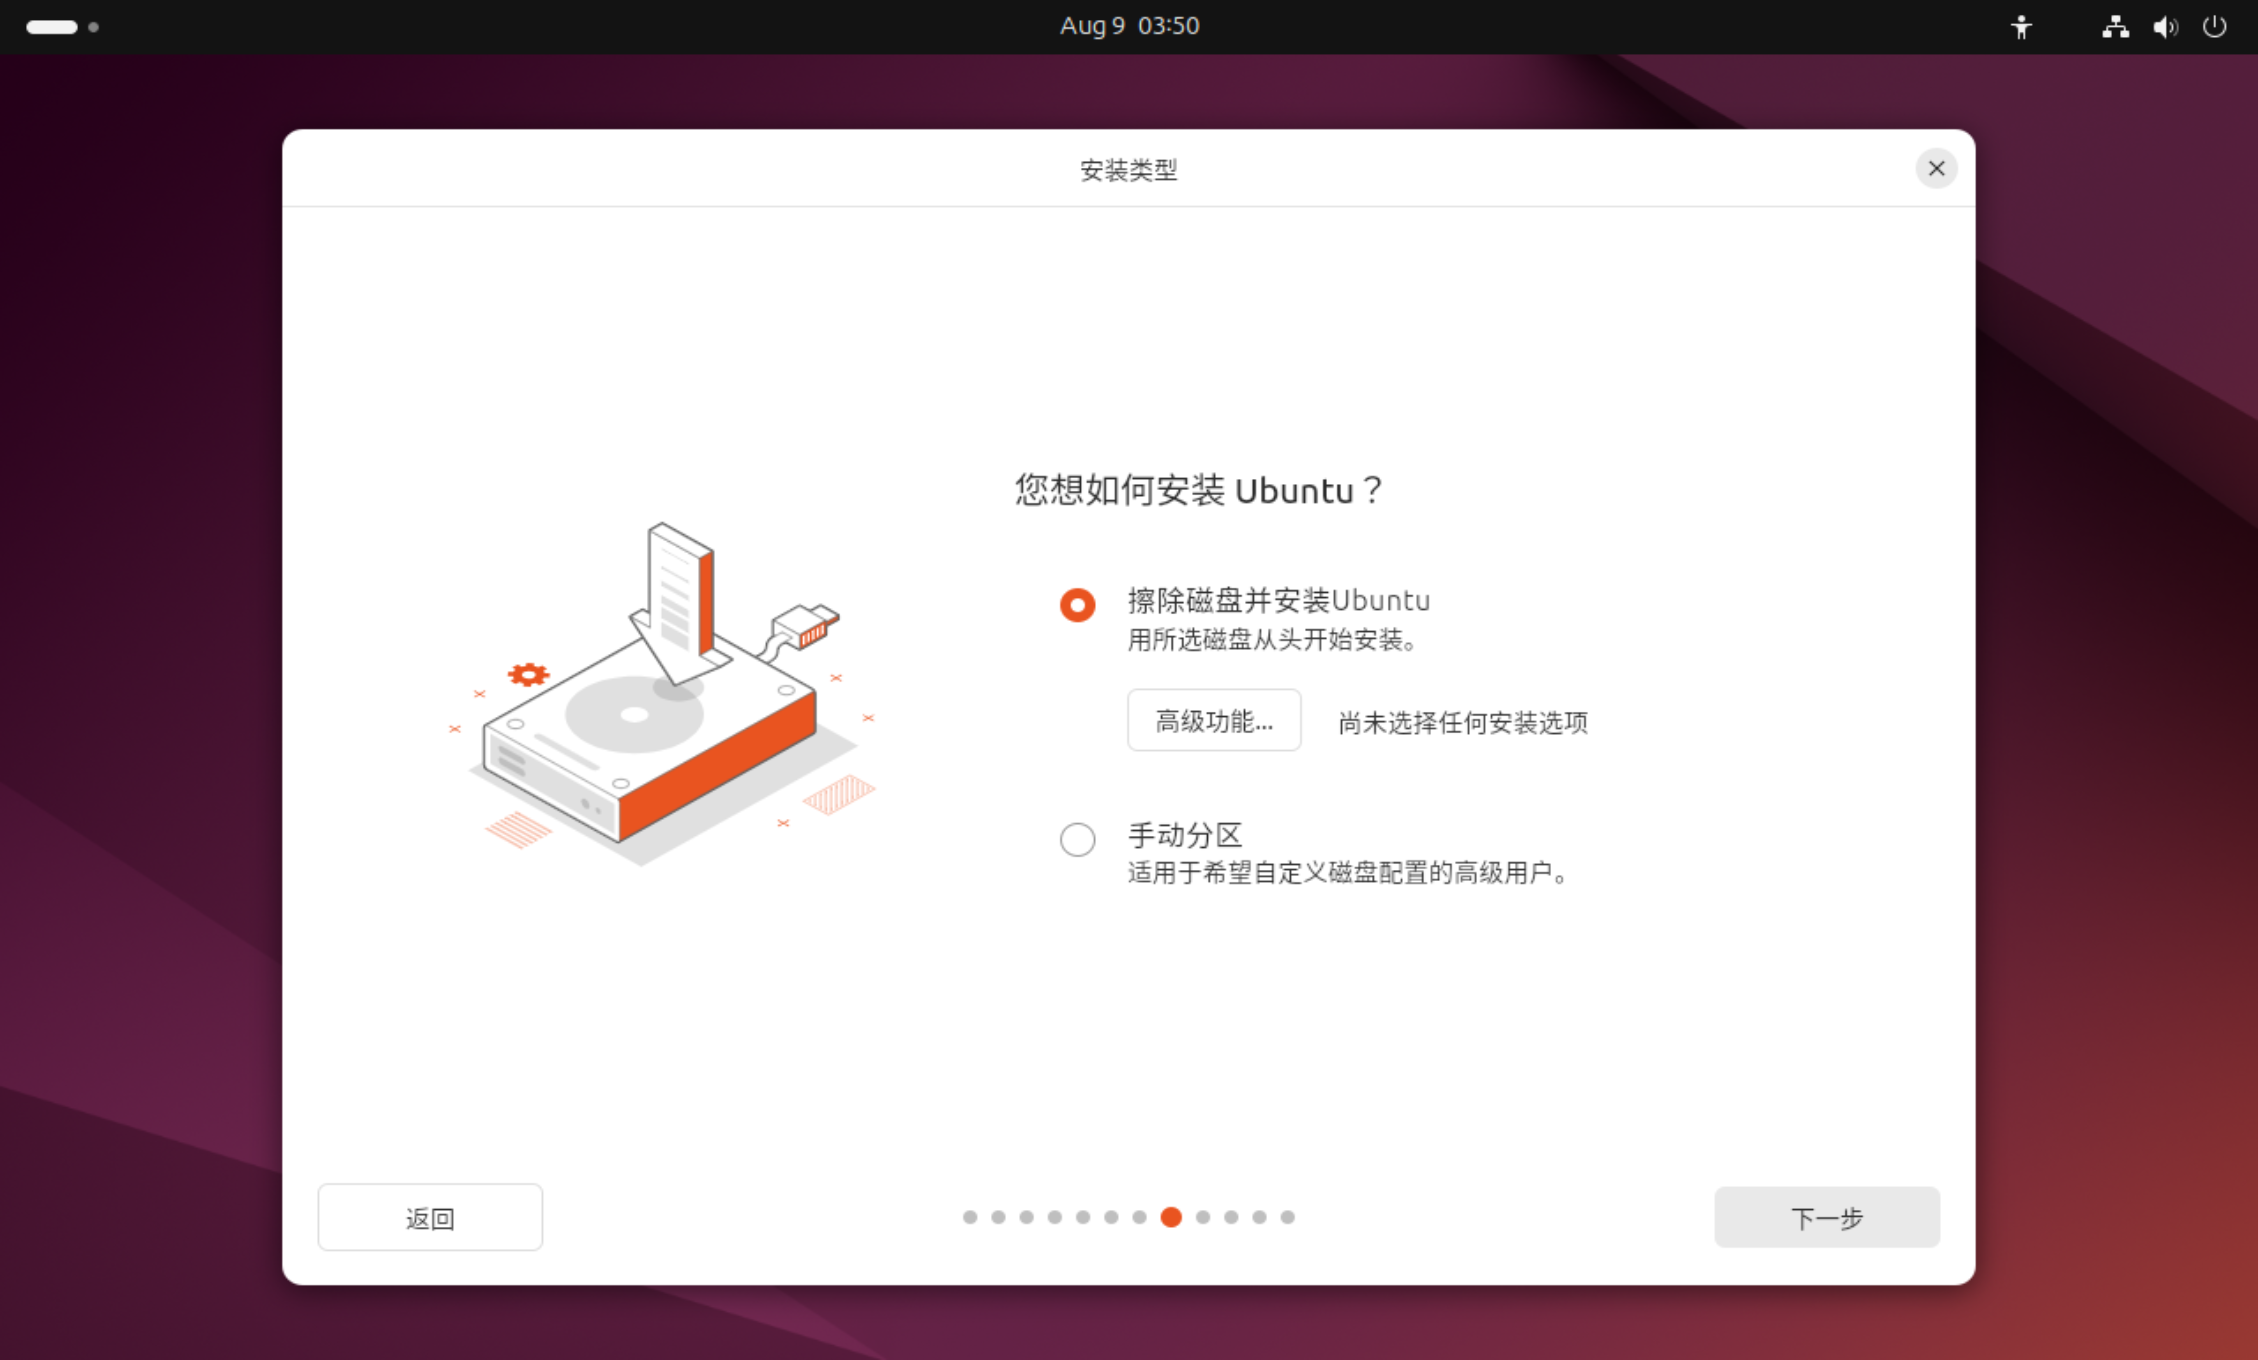 Aug 9 03:50
安装类型
您想如何安装 Ubuntu？
擦除磁盘并安装Ubuntu
用所选磁盘从头开始安装。
高级功能... 尚未选择任何安装选项
手动分区
适用于希望自定义磁盘配置的高级用户。
返回 下一步